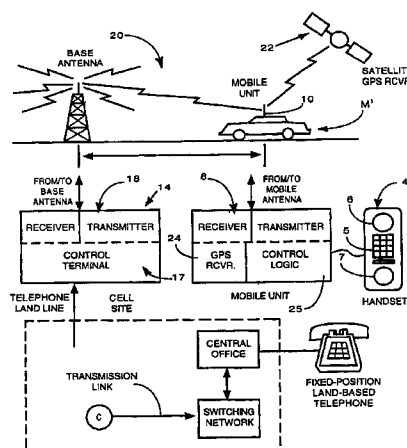 BASE
ANTENNA
20
22
MOBILE
UNIT
10
SATELLITE
GPS RCVR
M'
FROM/TO
BASE
ANTENNA
18
14
8
FROM/TO
MOBILE
ANTENNA
4
6
5
7
RECEIVER
TRANSMITTER
CONTROL
TERMINAL
17
RECEIVER
TRANSMITTER
24
GPS
RCVR.
CONTROL
LOGIC
25
HANDSET
TELEPHONE
LAND LINE
CELL
SITE
MOBILE UNIT
CENTRAL
OFFICE
TRANSMISSION
LINK
C
SWITCHING
NETWORK
FIXED-POSITION
LAND-BASED
TELEPHONE